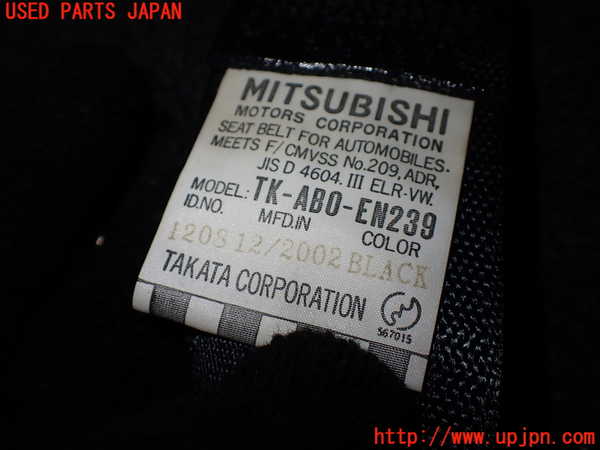 USED PARTS JAPAN
MITSUBISHI
MOTORS CORPORATION
SEAT BELT FOR AUTOMOBILES.
MEETS F/CMVSS No.209, ADR,
JIS D 4604. III ELR-VW.
MODEL: TK-AB0-EN239
ID.NO. MFD.IN COLOR
1208 12/2002 BLACK
TAKATA CORPORATION
567015
http://www.upjpn.com